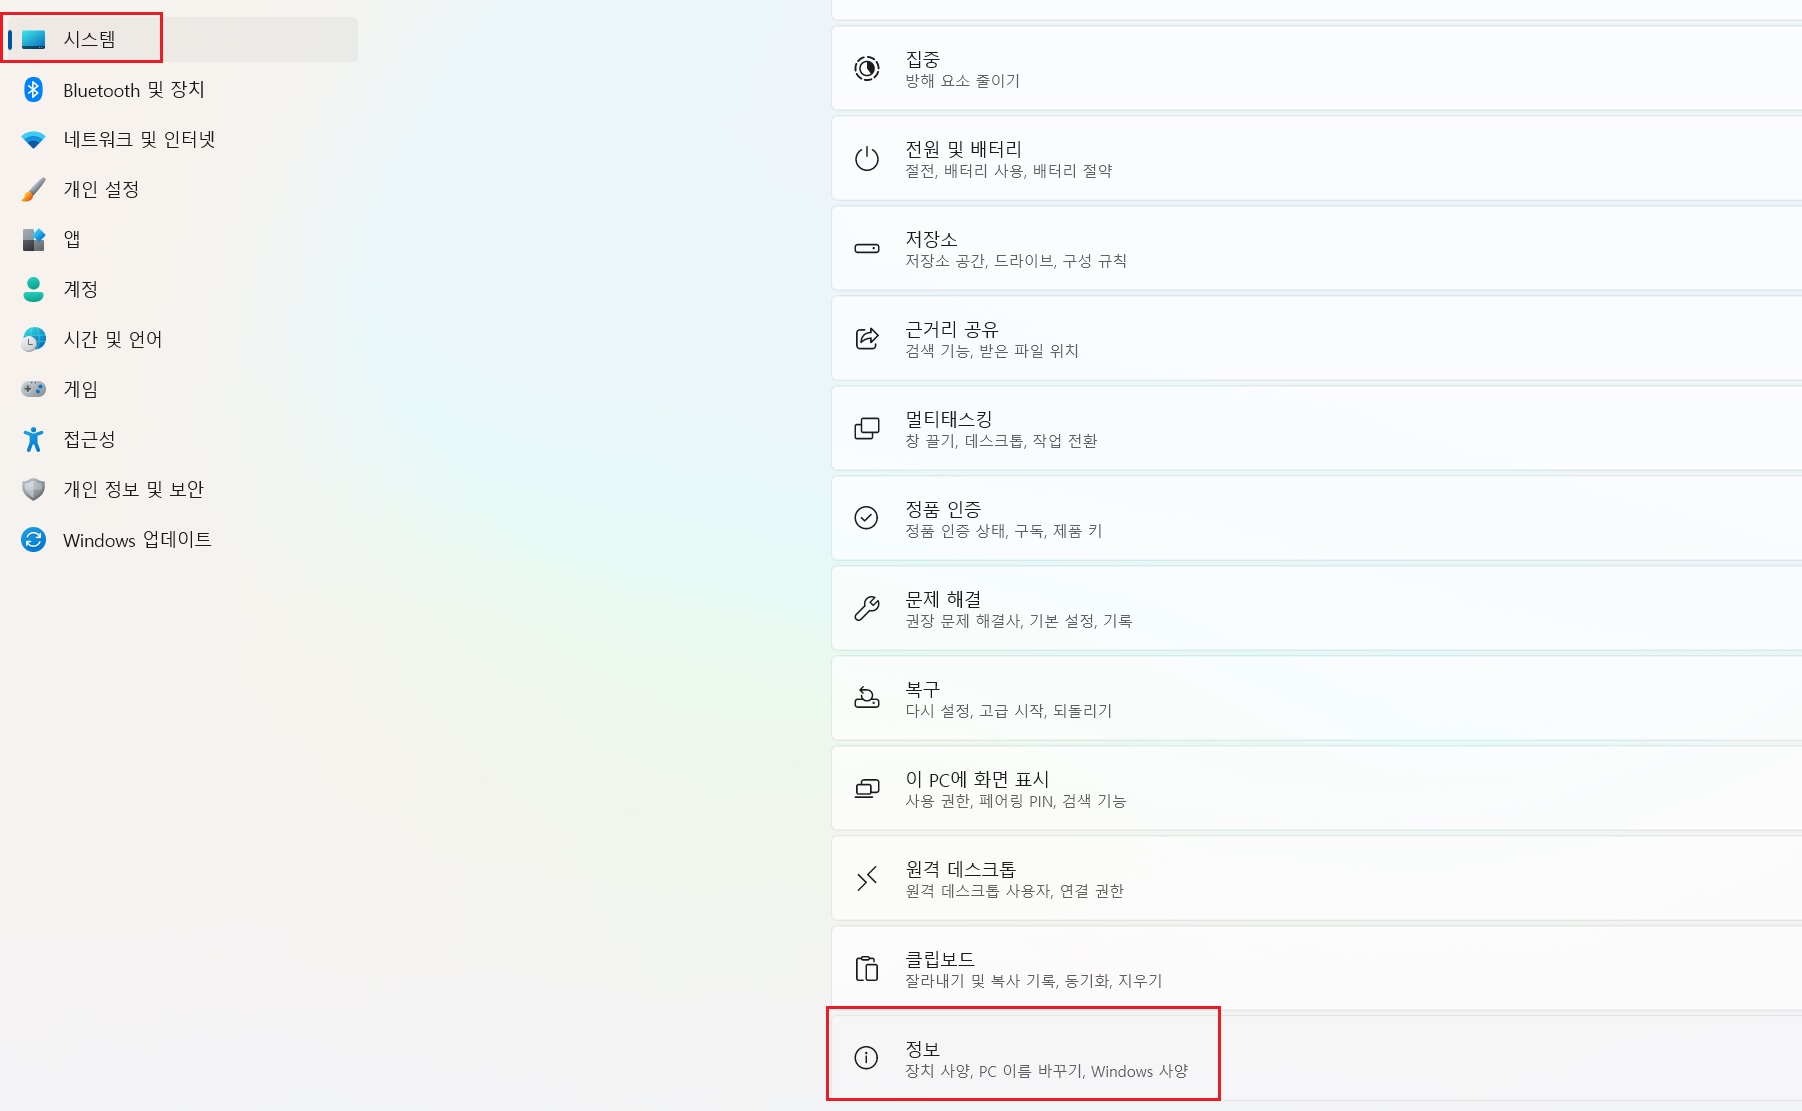 시스템
Bluetooth 및 장치
네트워크 및 인터넷
개인 설정
앱
계정
시간 및 언어
게임
접근성
개인 정보 및 보안
Windows 업데이트
집중
방해 요소 줄이기
전원 및 배터리
절전, 배터리 사용, 배터리 절약
저장소
저장소 공간, 드라이브, 구성 규칙
근거리 공유
검색 기능, 받은 파일 위치
멀티태스킹
창 끌기, 데스크톱, 작업 전환
정품 인증
정품 인증 상태, 구독, 제품 키
문제 해결
권장 문제 해결사, 기본 설정, 기록
복구
다시 설정, 고급 시작, 되돌리기
이 PC에 화면 표시
사용 권한, 페어링 PIN, 검색 기능
원격 데스크톱
원격 데스크톱 사용자, 연결 권한
클립보드
잘라내기 및 복사 기록, 동기화, 지우기
정보
장치 사양, PC 이름 바꾸기, Windows 사양